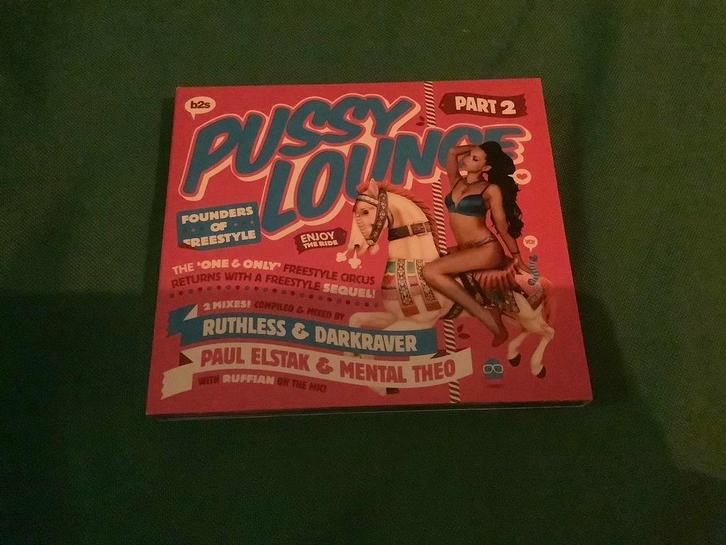 b2s
PART 2
PUSSY
LOUNGE
FOUNDERS
OF
FREESTYLE
ENJOY
THE RIDE
THE 'ONE & ONLY' FREESTYLE CIRCUS
RETURNS WITH A FREESTYLE SEQUEL!
2 MIXES! COMPILED & MIXED BY
RUTHLESS & DARKRAVER
PAUL ELSTAK & MENTAL THEO
WITH RUFFIAN ON THE MIC!